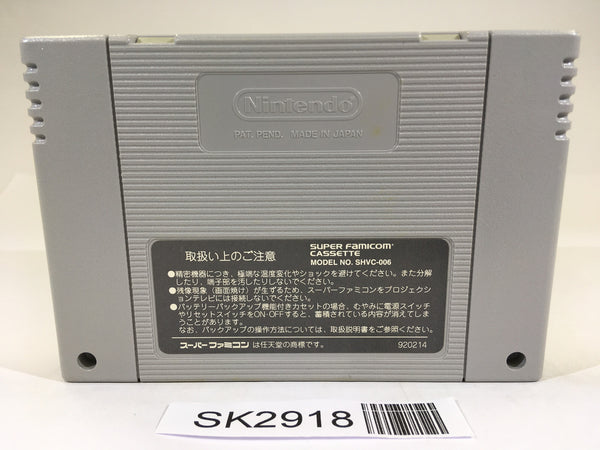 Nintendo
PAT. PEND. MADE IN JAPAN
取扱い上のご注意
SUPER FAMICOM
CASSETTE
MODEL NO. SHVC-006
●精密機器につき、極端な温度変化やショックを避けてください。また分解
したり、端子部を汚したりしないでください。
●残像現象（画面焼け）が生ずるため、スーパーファミコンをプロジェクシ
ョンテレビには接続しないでください。
●バッテリーバックアップ機能付きカセットの場合、むやみに電源スイッチ
やリセットスイッチをON・OFFすると、蓄積されている内容が消えてしま
うことがあります。
なお、バックアップの操作方法については、取扱説明書をご参照ください。
スーパーファミコン は任天堂の商標です。
920214
SK2918